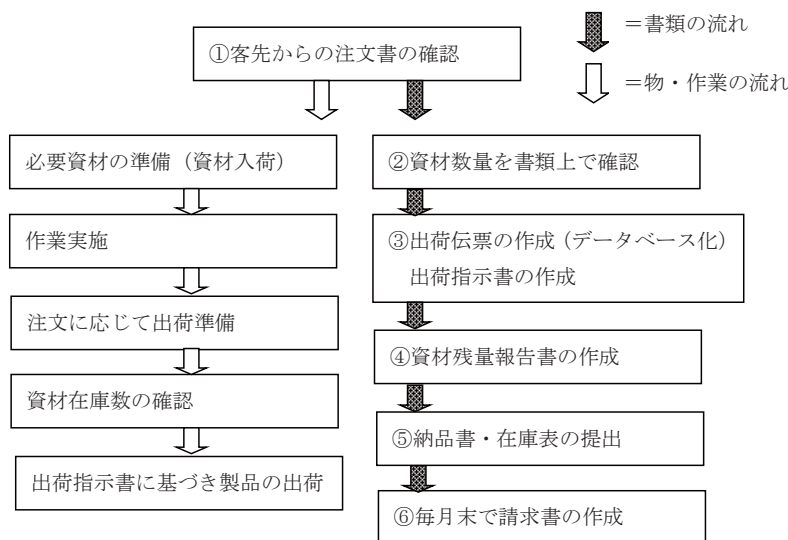 ①客先からの注文書の確認
＝書類の流れ
＝物・作業の流れ
必要資材の準備（資材入荷）
作業実施
注文に応じて出荷準備
資材在庫数の確認
出荷指示書に基づき製品の出荷
②資材数量を書類上で確認
③出荷伝票の作成（データベース化）
出荷指示書の作成
④資材残量報告書の作成
⑤納品書・在庫表の提出
⑥毎月末で請求書の作成